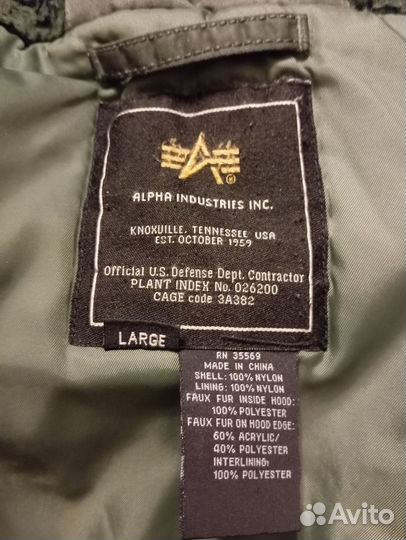 ALPHA INDUSTRIES INC.
KNOXVILLE, TENNESSEE USA
EST. OCTOBER 1959
Official U.S. Defense Dept. Contractor
PLANT INDEX No. 026200
CAGE code 3A382
LARGE
RN 35569
MADE IN CHINA
SHELL: 100% NYLON
LINING: 100% NYLON
FAUX FUR INSIDE HOOD:
100% POLYESTER
FAUX FUR ON HOOD EDGE:
60% ACRYLIC/
40% POLYESTER
INTERLINING:
100% POLYESTER
Avito